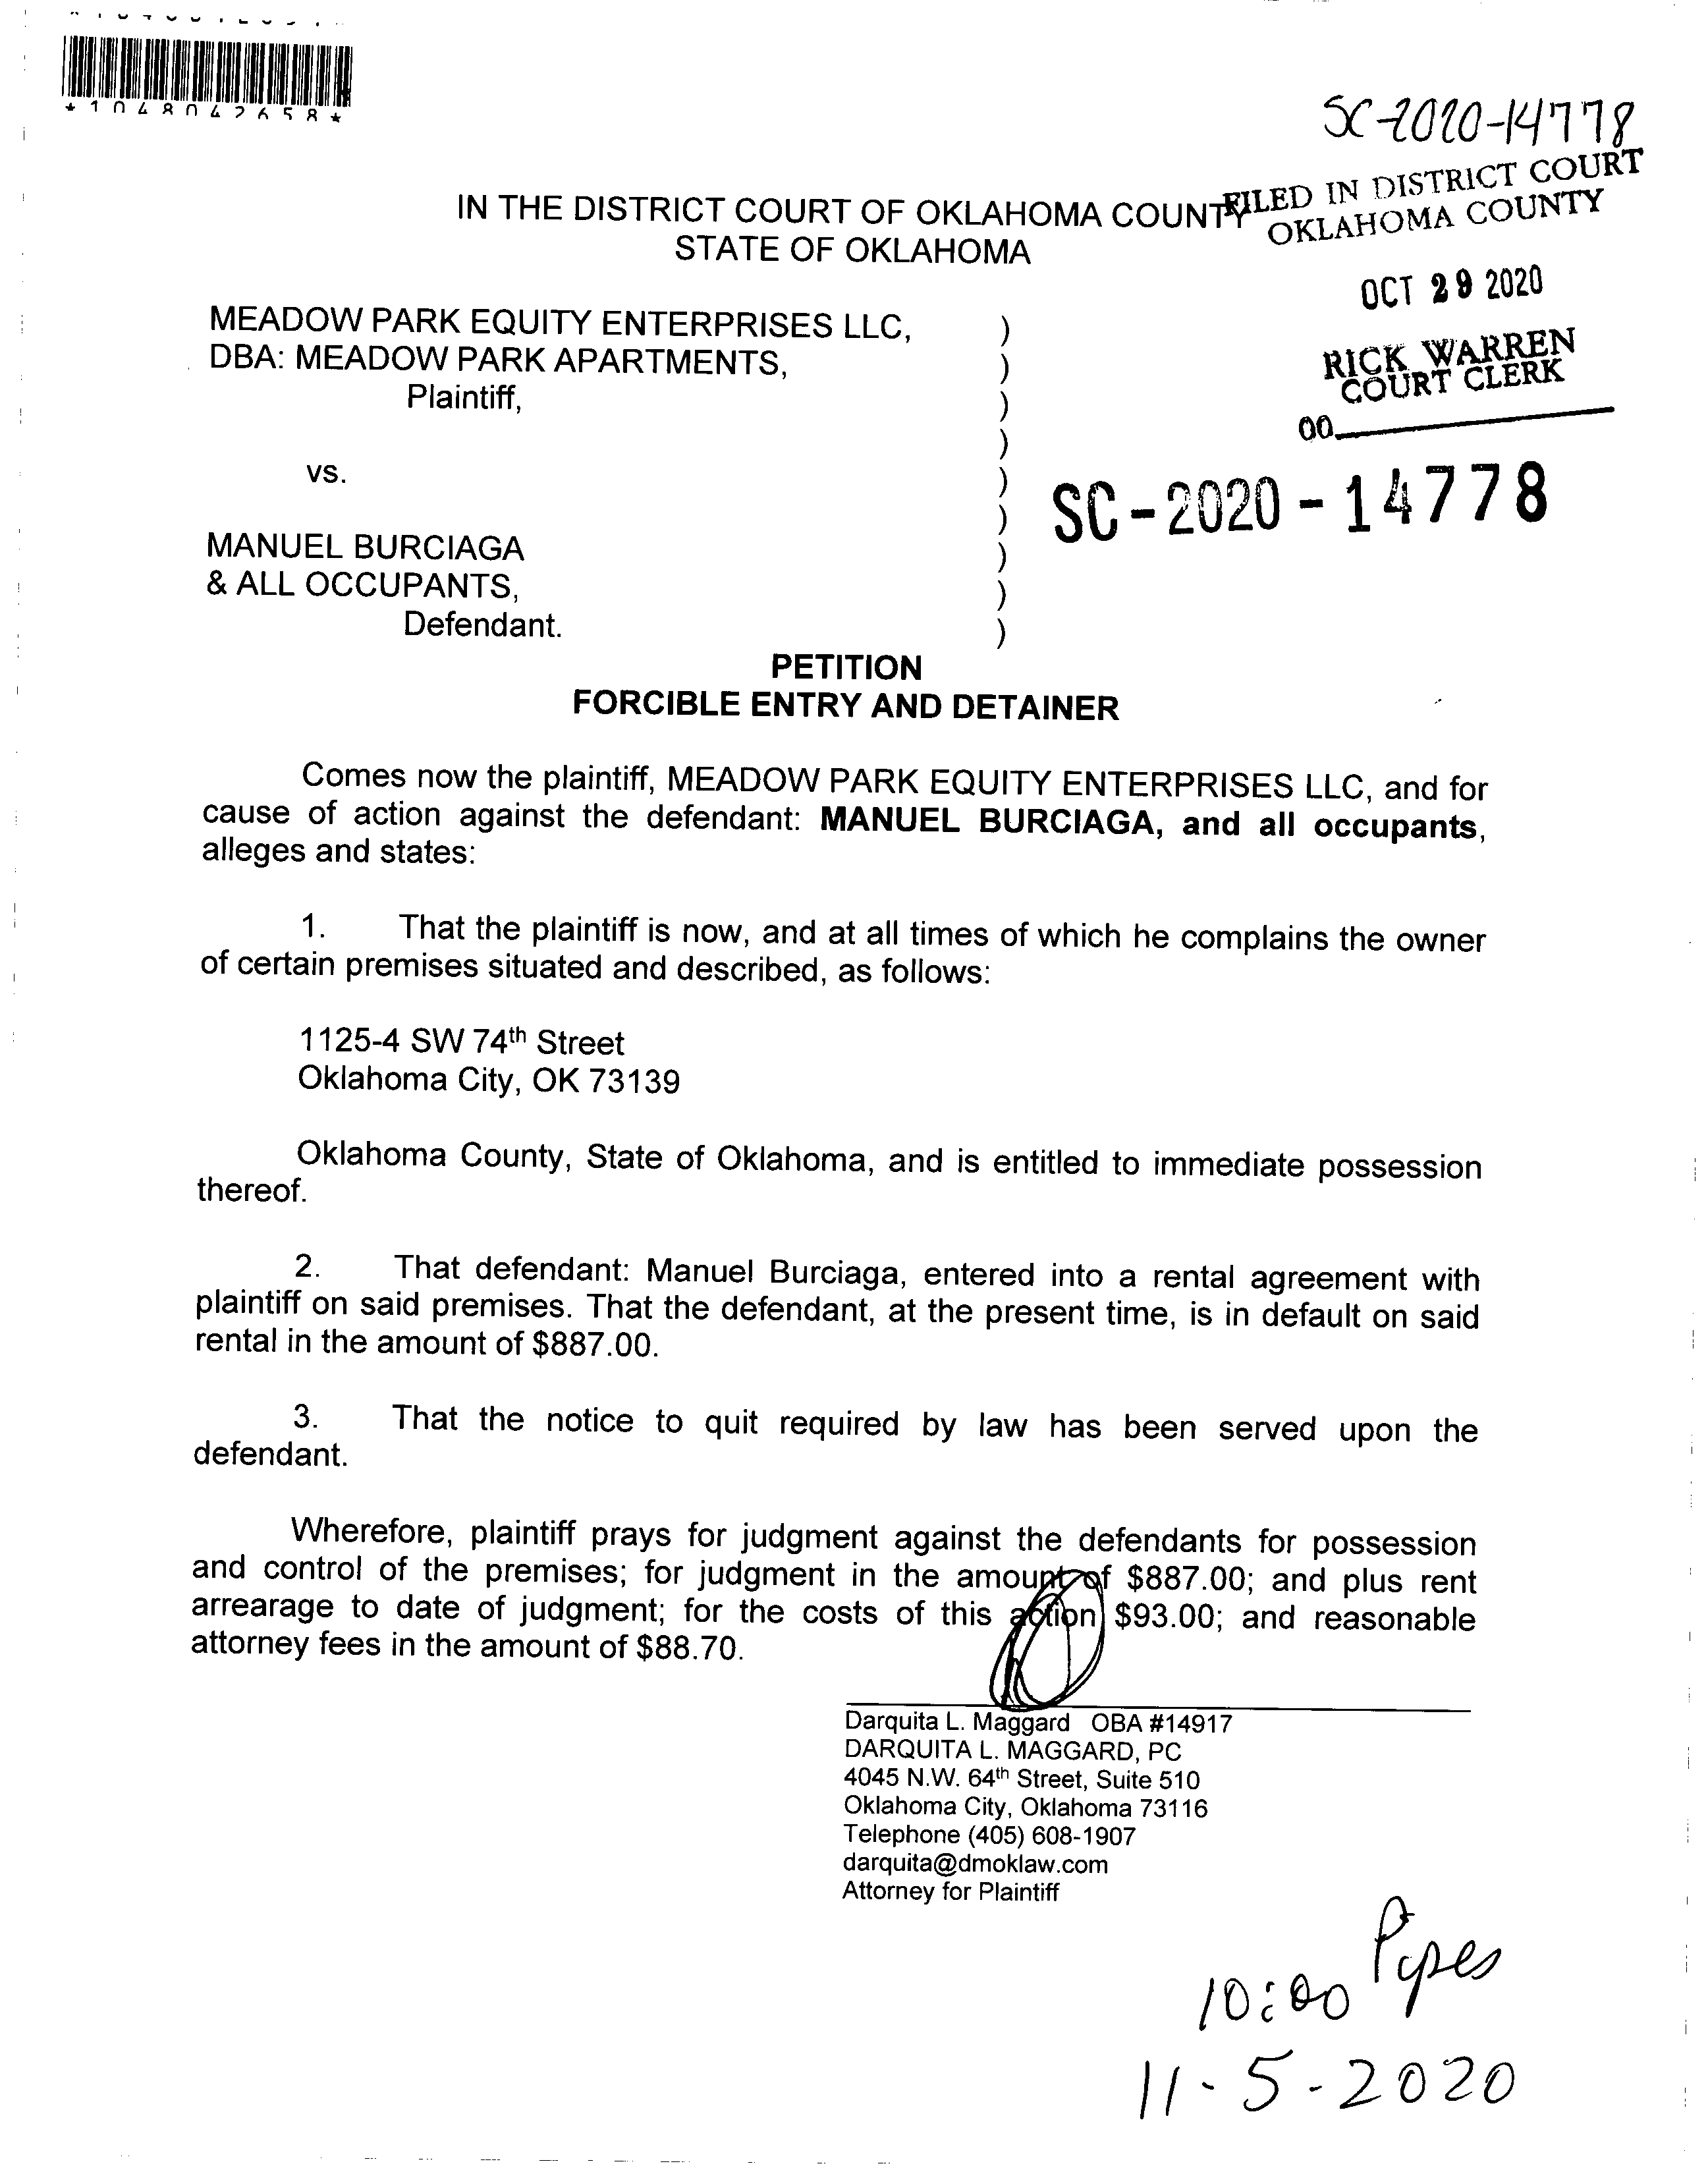 *1048042658*
SC-2020-14778
FILED IN DISTRICT COURT
OKLAHOMA COUNTY
IN THE DISTRICT COURT OF OKLAHOMA COUNTY
STATE OF OKLAHOMA
OCT 29 2020
RICK WARREN
COURT CLERK
00
MEADOW PARK EQUITY ENTERPRISES LLC, )
DBA: MEADOW PARK APARTMENTS, )
Plaintiff, )
)
vs. )
)
SC-2020-14778
MANUEL BURCIAGA )
& ALL OCCUPANTS, )
Defendant. )
PETITION
FORCIBLE ENTRY AND DETAINER
Comes now the plaintiff, MEADOW PARK EQUITY ENTERPRISES LLC, and for
cause of action against the defendant: MANUEL BURCIAGA, and all occupants,
alleges and states:
1. That the plaintiff is now, and at all times of which he complains the owner
of certain premises situated and described, as follows:
1125-4 SW 74th Street
Oklahoma City, OK 73139
Oklahoma County, State of Oklahoma, and is entitled to immediate possession
thereof.
2. That defendant: Manuel Burciaga, entered into a rental agreement with
plaintiff on said premises. That the defendant, at the present time, is in default on said
rental in the amount of $887.00.
3. That the notice to quit required by law has been served upon the
defendant.
Wherefore, plaintiff prays for judgment against the defendants for possession
and control of the premises; for judgment in the amount of $887.00; and plus rent
arrearage to date of judgment; for the costs of this action $93.00; and reasonable
attorney fees in the amount of $88.70.
Darquita L. Maggard OBA #14917
DARQUITA L. MAGGARD, PC
4045 N.W. 64th Street, Suite 510
Oklahoma City, Oklahoma 73116
Telephone (405) 608-1907
darquita@dmoklaw.com
Attorney for Plaintiff
10:00 Pipes
11-5-2020